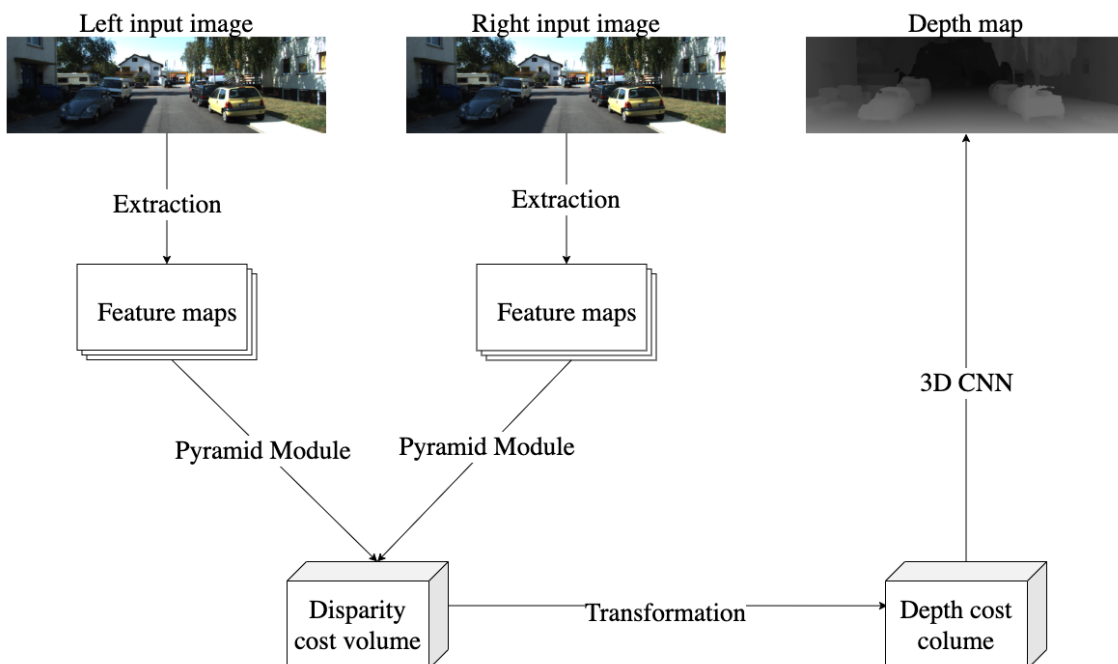 Left input image
Right input image
Depth map
Extraction
Extraction
Feature maps
Feature maps
3D CNN
Pyramid Module
Pyramid Module
Disparity
cost volume
Transformation
Depth cost
colume